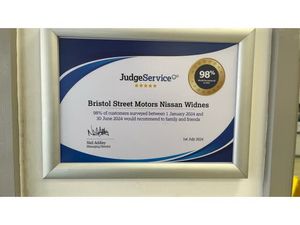 JudgeService
98%
Bristol Street Motors Nissan Widnes
98% of customers surveyed between 1 January 2024 and
30 June 2024 would recommend to family and friends
Neil Addley
Managing Director
1st July 2024